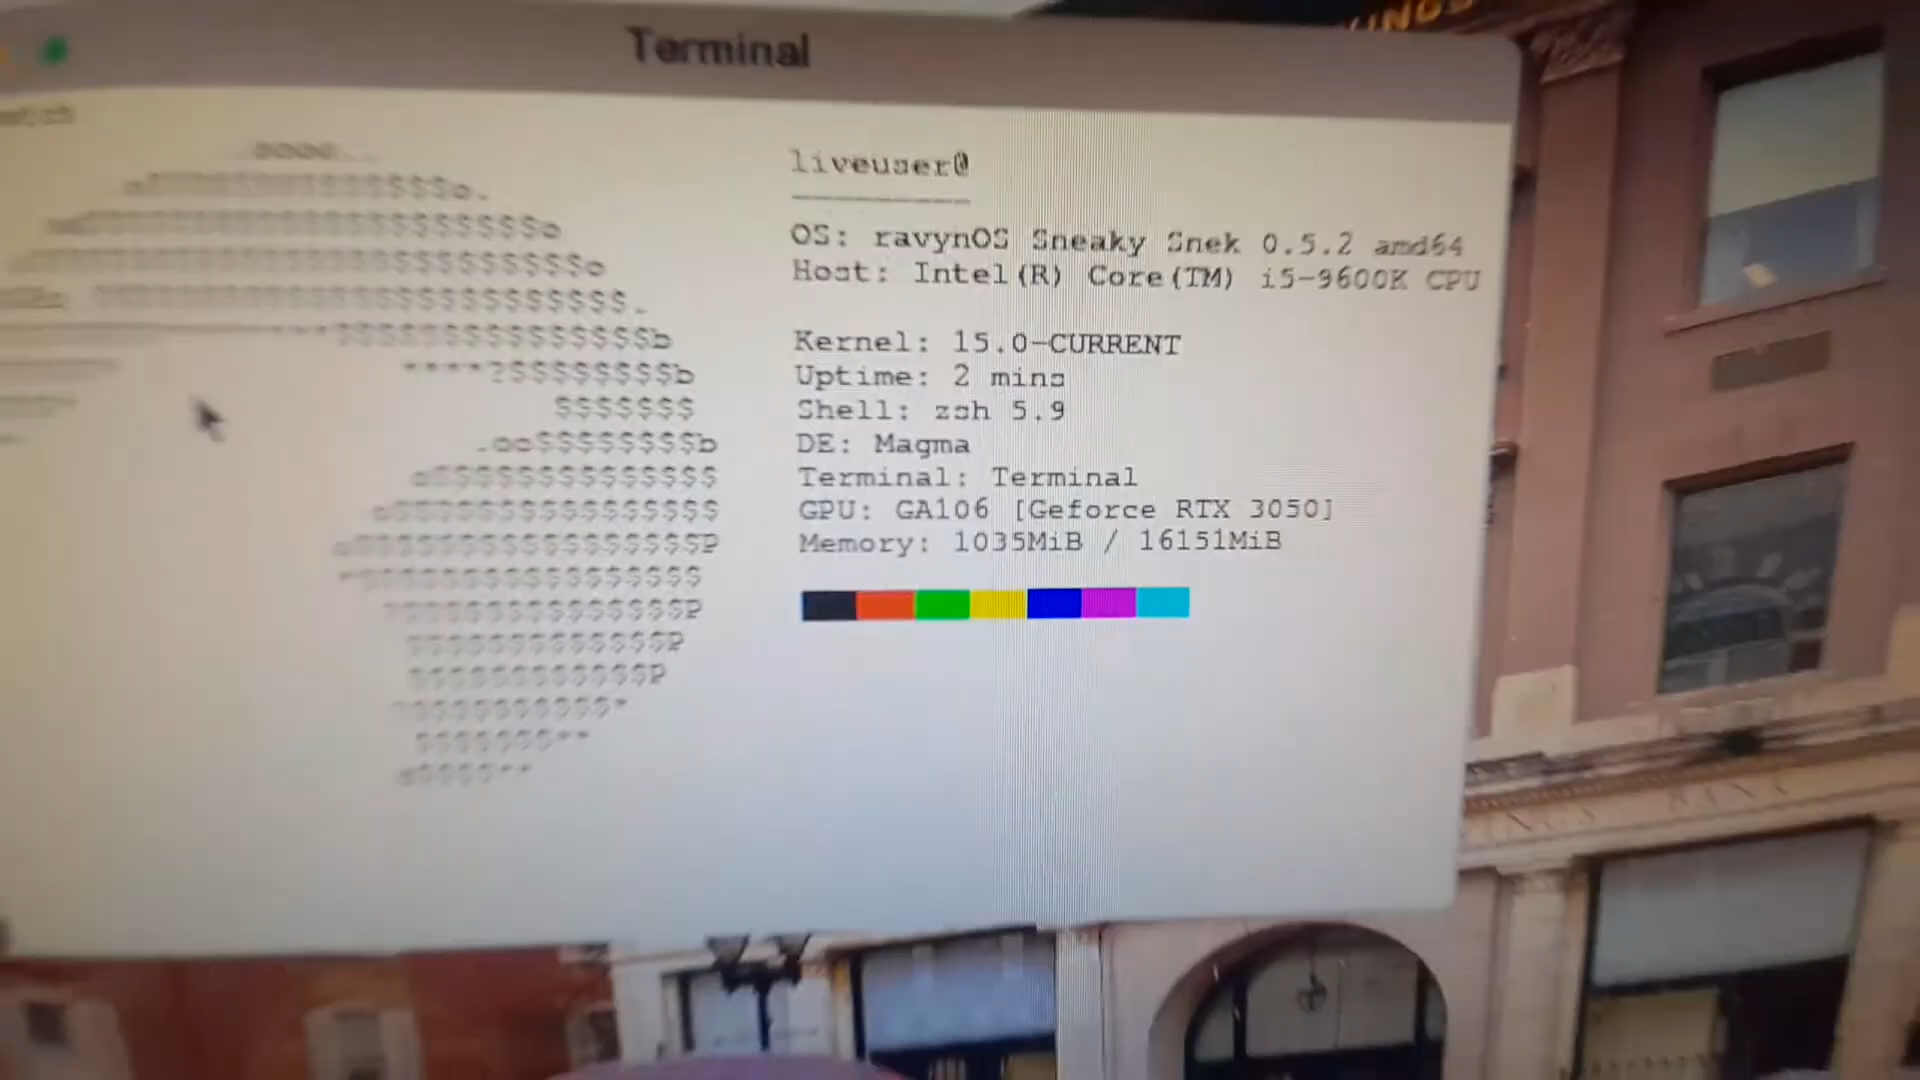 Terminal
liveuser@
OS: ravynOS Sneaky Snek 0.5.2 amd64
Host: Intel(R) Core(TM) i5-9600K CPU
Kernel: 15.0-CURRENT
Uptime: 2 mins
Shell: zsh 5.9
DE: Magma
Terminal: Terminal
GPU: GA106 [Geforce RTX 3050]
Memory: 1035MiB / 16151MiB